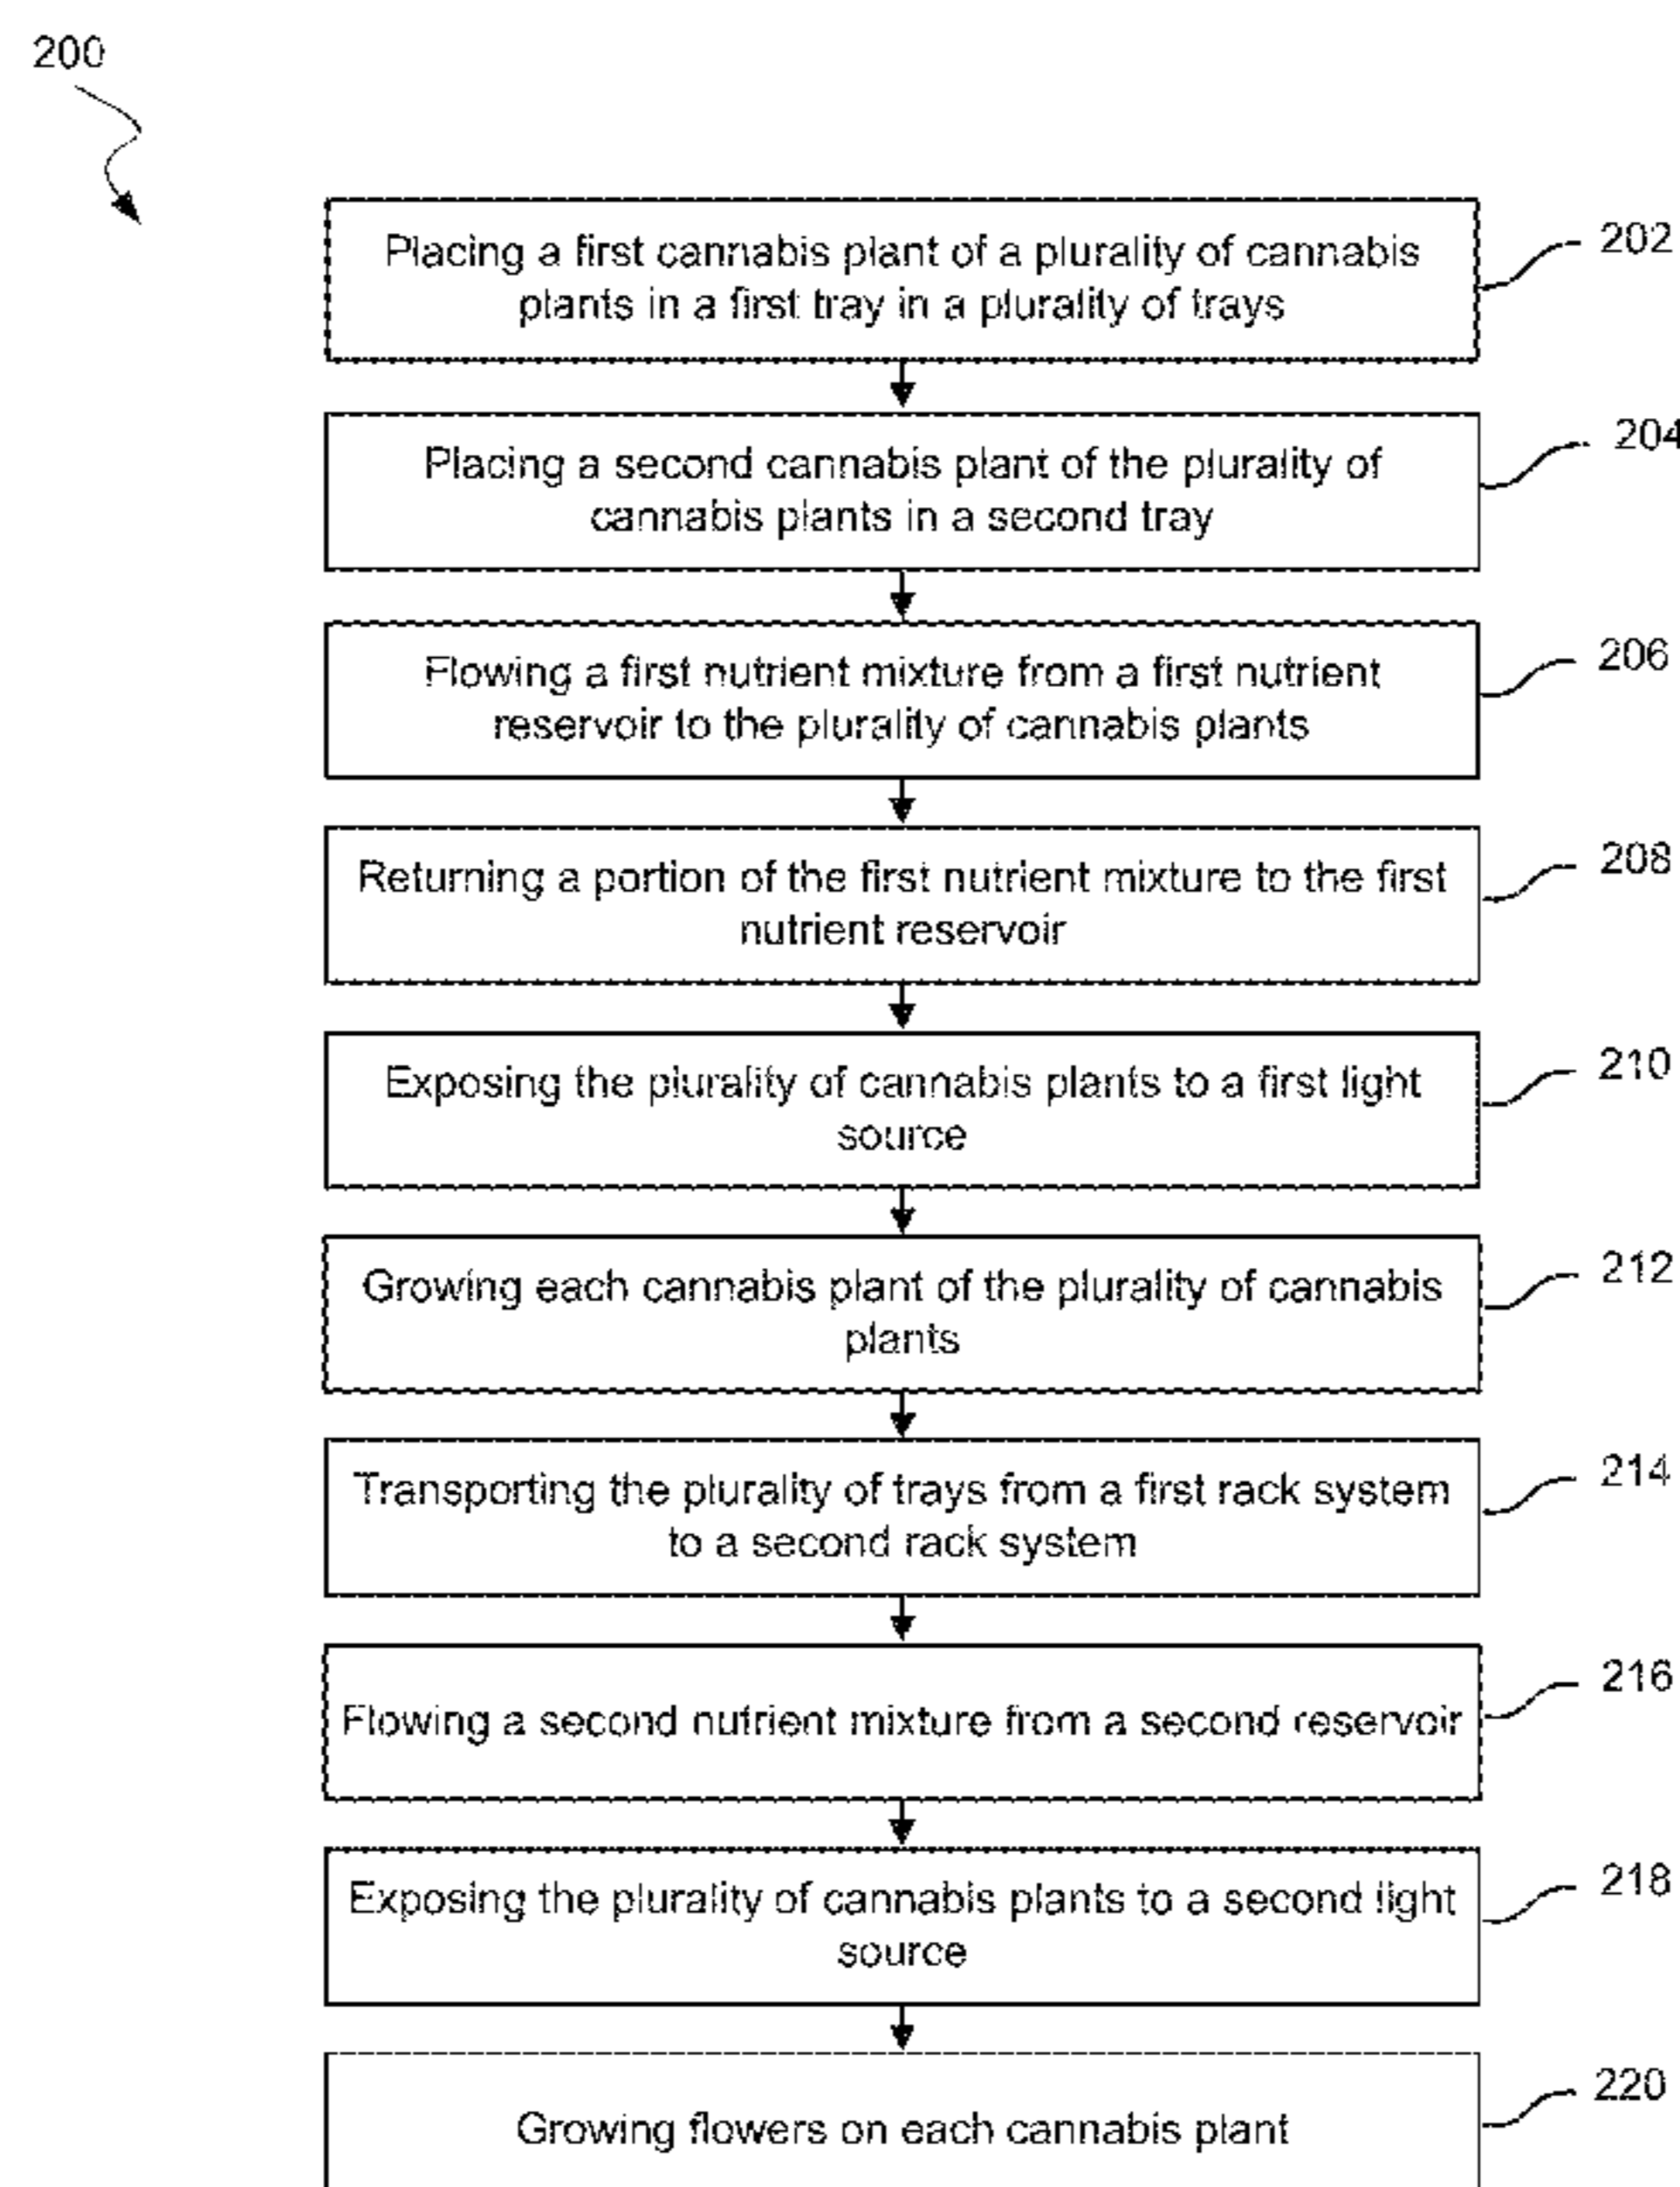 200
Placing a first cannabis plant of a plurality of cannabis
plants in a first tray in a plurality of trays
202
Placing a second cannabis plant of the plurality of
cannabis plants in a second tray
204
Flowing a first nutrient mixture from a first nutrient
reservoir to the plurality of cannabis plants
206
Returning a portion of the first nutrient mixture to the first
nutrient reservoir
208
Exposing the plurality of cannabis plants to a first light
source
210
Growing each cannabis plant of the plurality of cannabis
plants
212
Transporting the plurality of trays from a first rack system
to a second rack system
214
Flowing a second nutrient mixture from a second reservoir
216
Exposing the plurality of cannabis plants to a second light
source
218
Growing flowers on each cannabis plant
220